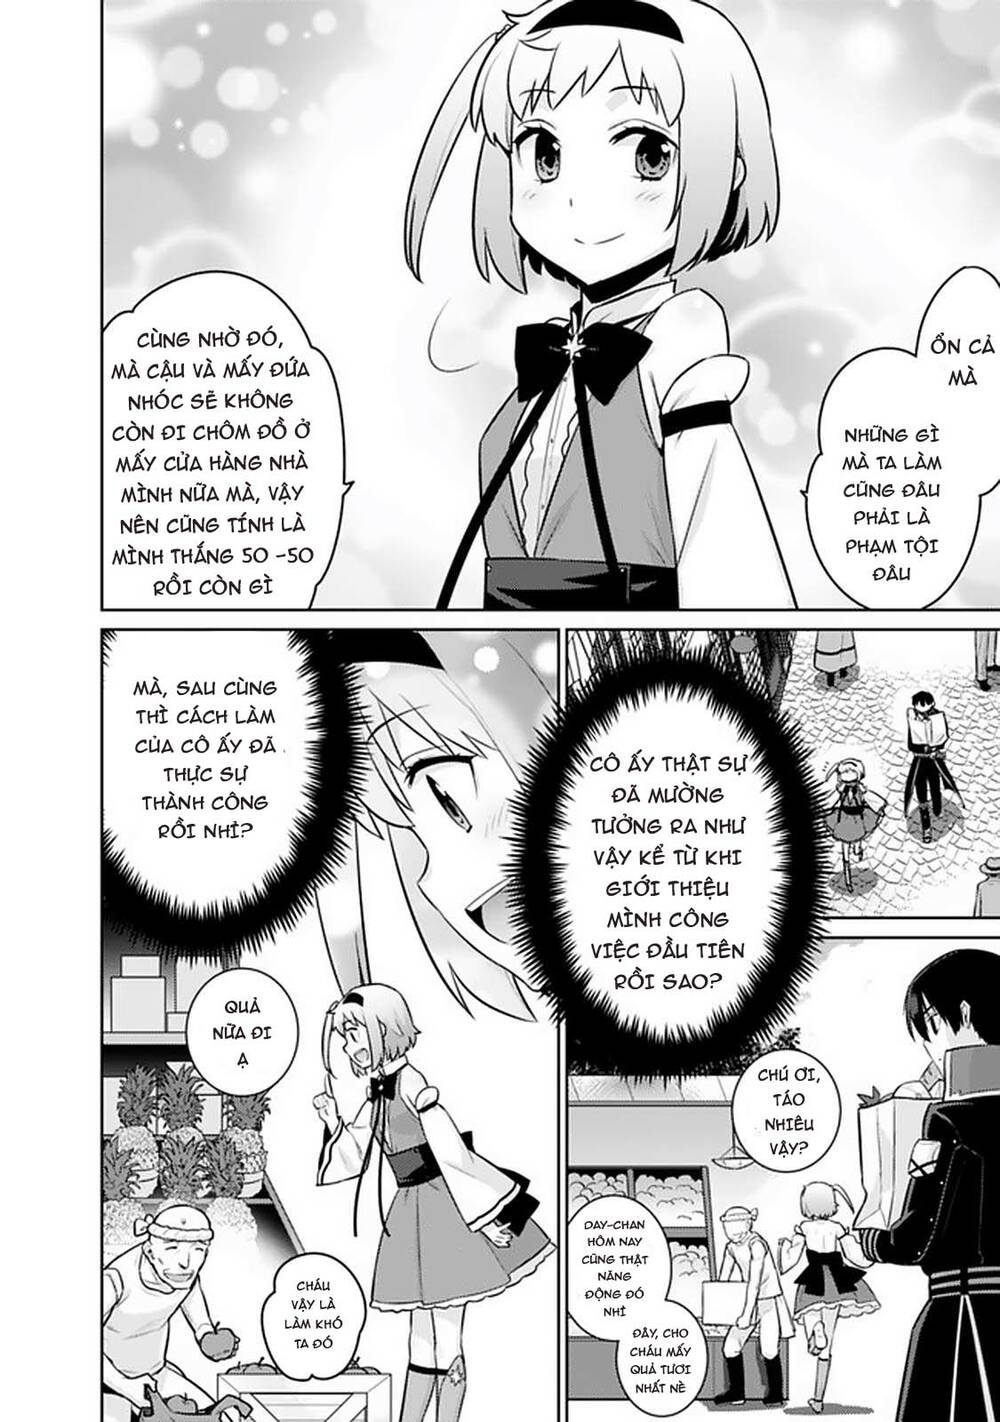 ỔN CẢ
MÀ
NHỮNG GÌ
MÀ TA LÀM
CŨNG ĐÂU
PHẢI LÀ
PHẠM TỘI
ĐÂU
CÙNG NHỜ ĐÓ,
MÀ CẬU VÀ MẤY ĐỨA
NHÓC SẼ KHÔNG
CÒN ĐI CHÔM ĐỒ Ở
MẤY CỬA HÀNG NHÀ
MÌNH NỮA MÀ, VẬY
NÊN CŨNG TÍNH LÀ
MÌNH THẮNG 50 -50
RỒI CÒN GÌ
CÔ ẤY THẬT SỰ
ĐÃ MƯỜNG
TƯỞNG RA NHƯ
VẬY KỂ TỪ KHI
GIỚI THIỆU
MÌNH CÔNG
VIỆC ĐẦU TIÊN
RỒI SAO?
MÀ, SAU CÙNG
THÌ CÁCH LÀM
CỦA CÔ ẤY ĐÃ
THỰC SỰ
THÀNH CÔNG
RỒI NHỈ?
CHÚ ƠI,
TÁO
NHIÊU
VẬY?
DAY-CHAN
HÔM NAY
CŨNG THẬT
NĂNG
ĐỘNG ĐÓ
NHỈ
ĐÂY, CHO
CHÁU MẤY
QUẢ TƯƠI
NHẤT NÈ
QUẢ
NỮA ĐI
Ạ
CHÁU
VẬY LÀ
LÀM KHÓ
TA ĐÓ